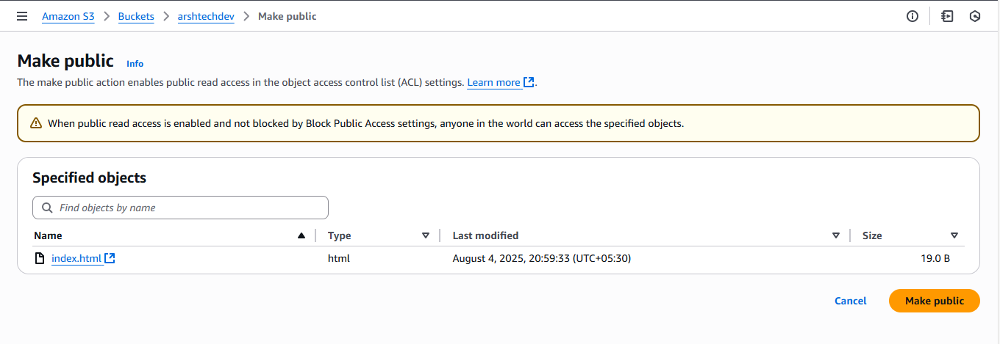 Amazon S3 > Buckets > arshtechdev > Make public
Make public Info
The make public action enables public read access in the object access control list (ACL) settings. Learn more.
When public read access is enabled and not blocked by Block Public Access settings, anyone in the world can access the specified objects.
Specified objects
Find objects by name
Name Type Last modified Size
index.html html August 4, 2025, 20:59:33 (UTC+05:30) 19.0 B
Cancel Make public